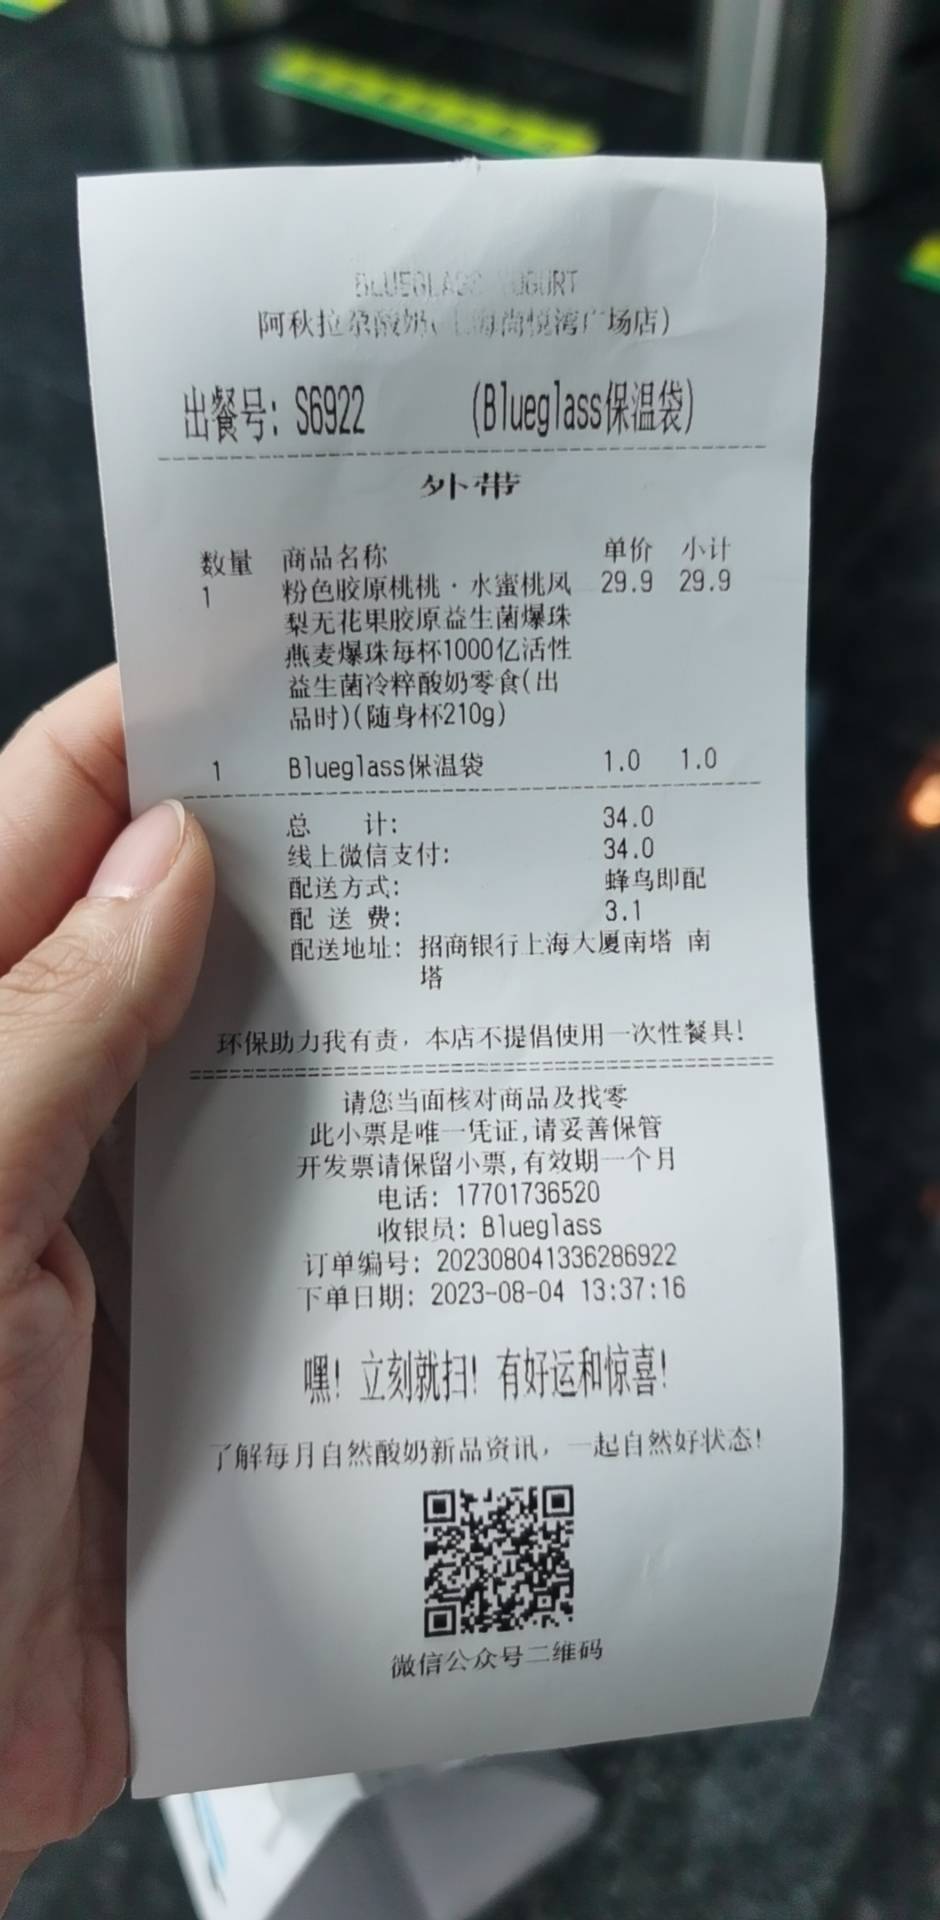 BLUEGLASS YOGURT
阿秋拉尕酸奶(上海尚悦湾广场店)
出餐号: S6922 (Blueglass保温袋)
外带
数量 商品名称 单价 小计
1 粉色胶原桃桃·水蜜桃凤 29.9 29.9
梨无花果胶原益生菌爆珠
燕麦爆珠每杯1000亿活性
益生菌冷粹酸奶零食(出
品时)(随身杯210g)
1 Blueglass保温袋 1.0 1.0
总 计: 34.0
线上微信支付: 34.0
配送方式: 蜂鸟即配
配 送 费: 3.1
配送地址: 招商银行上海大厦南塔 南
塔
环保助力我有责，本店不提倡使用一次性餐具!
请您当面核对商品及找零
此小票是唯一凭证,请妥善保管
开发票请保留小票,有效期一个月
电话: 17701736520
收银员: Blueglass
订单编号: 202308041336286922
下单日期: 2023-08-04 13:37:16
嘿! 立刻就扫! 有好运和惊喜!
了解每月自然酸奶新品资讯，一起自然好状态!
微信公众号二维码